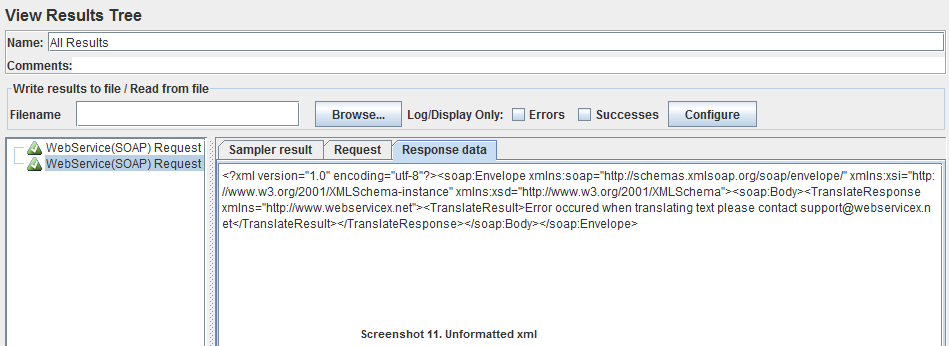 View Results Tree
Name: All Results
Comments:
Write results to file / Read from file
Filename Browse... Log/Display Only: Errors Successes Configure
WebService(SOAP) Request
WebService(SOAP) Request
Sampler result Request Response data
<?xml version="1.0" encoding="utf-8"?><soap:Envelope xmlns:soap="http://schemas.xmlsoap.org/soap/envelope/" xmlns:xsi="http:
//www.w3.org/2001/XMLSchema-instance" xmlns:xsd="http://www.w3.org/2001/XMLSchema"><soap:Body><TranslateResponse
xmlns="http://www.webservicex.net"><TranslateResult>Error occured when translating text please contact support@webservicex.n
et</TranslateResult></TranslateResponse></soap:Body></soap:Envelope>
Screenshot 11. Unformatted xml